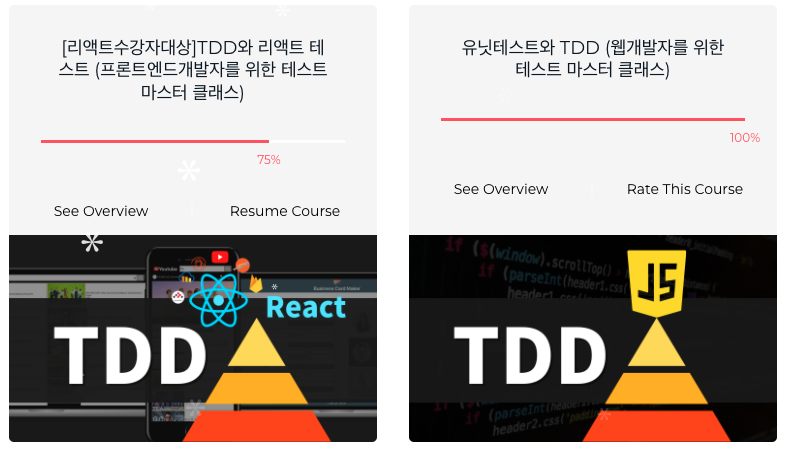 [리액트수강자대상]TDD와 리액트 테
스트 (프론트엔드개발자를 위한 테스트
마스터 클래스)
75%
See Overview
Resume Course
React
TDD
유닛테스트와 TDD (웹개발자를 위한
테스트 마스터 클래스)
100%
See Overview
Rate This Course
if ($(window).scrollTop() >
if (parseInt(header1.css(
JS
TDD
if (parseInt(header2.css(
header2.css('padding